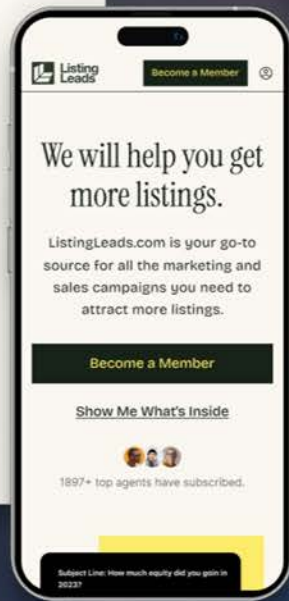 Listing
Leads
Become a Member
We will help you get
more listings.
ListingLeads.com is your go-to
source for all the marketing and
sales campaigns you need to
attract more listings.
Become a Member
Show Me What's Inside
1897+ top agents have subscribed.
Subject Line: How much equity did you gain in
2023?